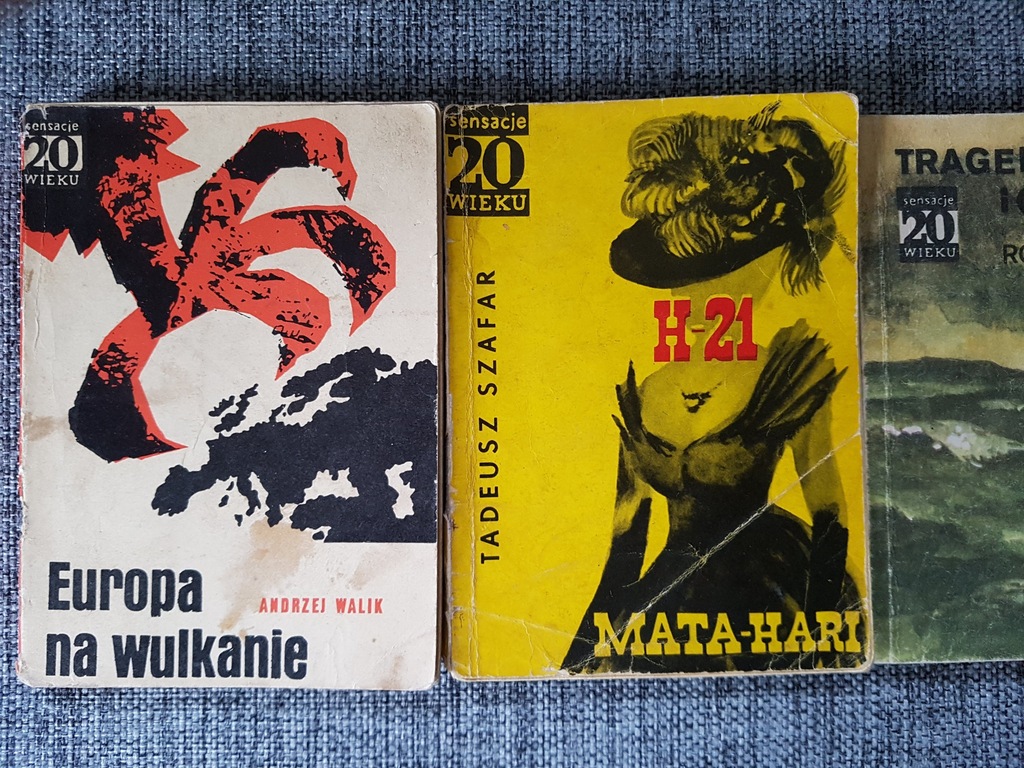 sensacje
20
WIEKU
Europa
na wulkanie
ANDRZEJ WALIK
sensacje
20
WIEKU
TADEUSZ SZAFAR
H-21
MATA-HARI
sensacje
20
WIEKU